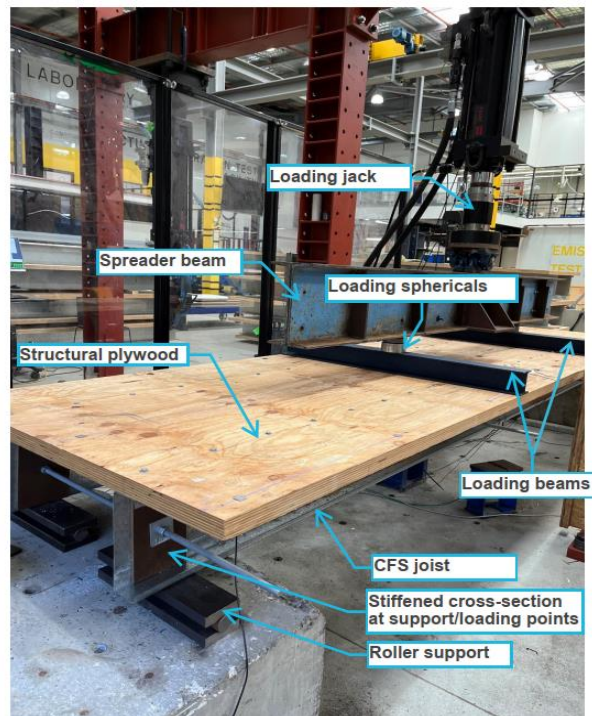 LABORATORY
Loading jack
Spreader beam
Loading sphericals
EMIS
TEST
Structural plywood
Loading beams
CFS joist
Stiffened cross-section
at support/loading points
Roller support